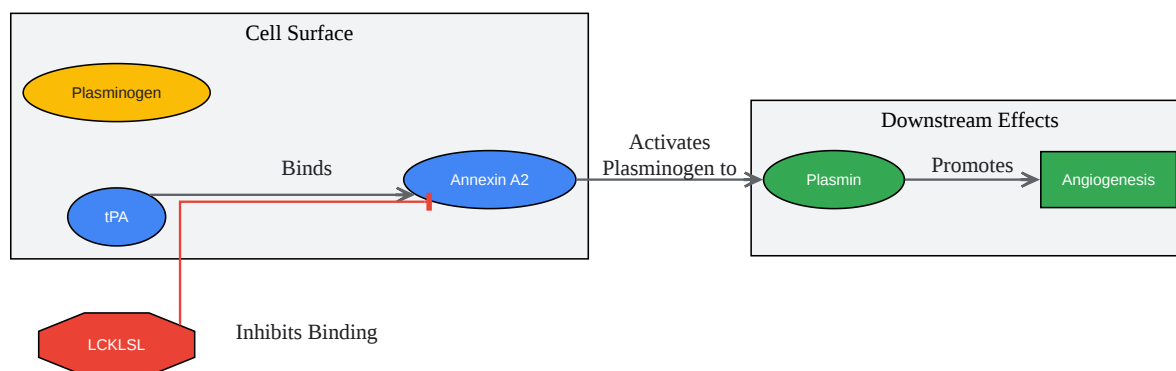 Cell Surface
Plasminogen
Downstream Effects
Activates
Plasminogen to
Binds
Annexin A2
Plasmin
Promotes
Angiogenesis
tPA
LCKLSL
Inhibits Binding